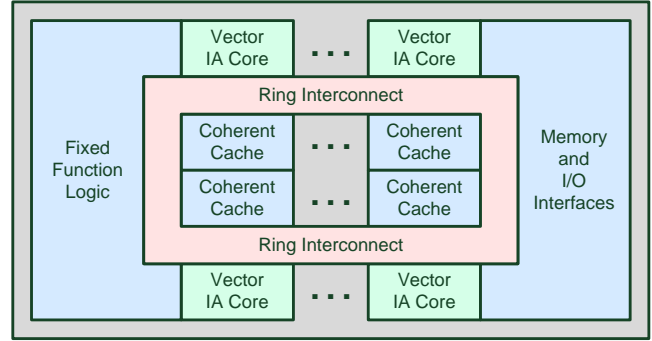 Vector
IA Core
...
Vector
IA Core
Ring Interconnect
Fixed
Function
Logic
Coherent
Cache
...
Coherent
Cache
Coherent
Cache
...
Coherent
Cache
Memory
and
I/O
Interfaces
Ring Interconnect
Vector
IA Core
...
Vector
IA Core